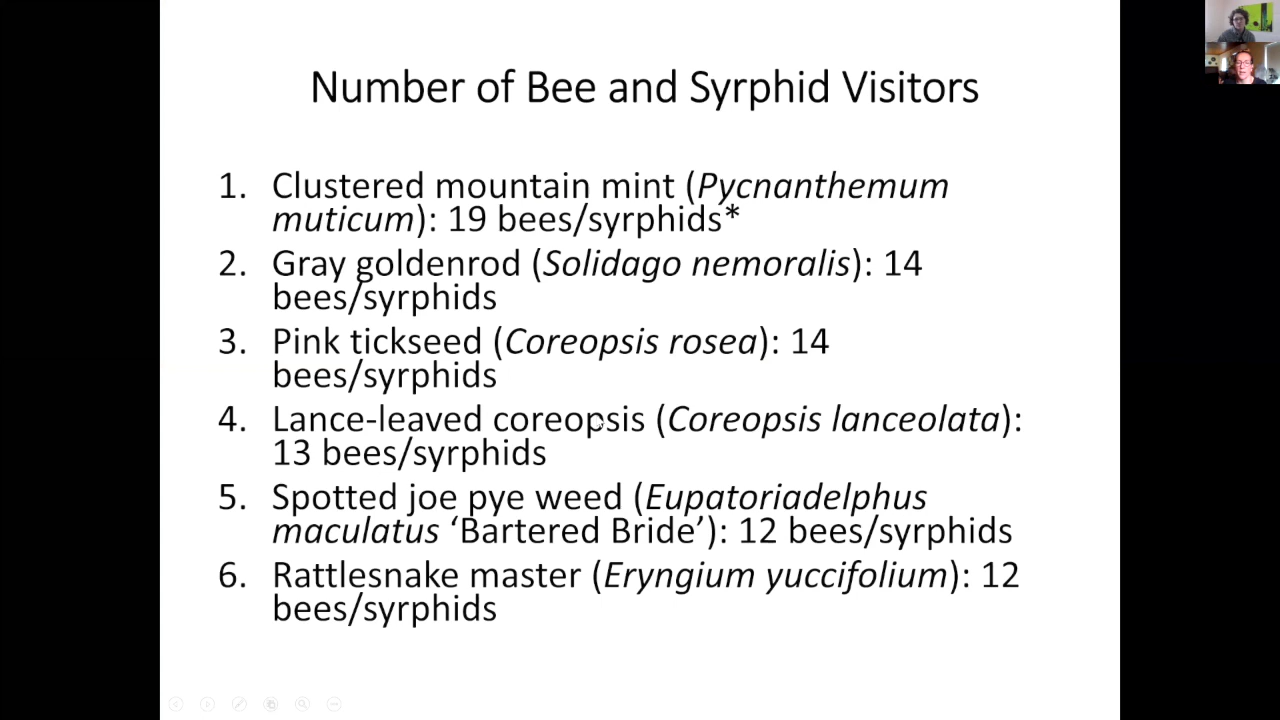 Number of Bee and Syrphid Visitors
1. Clustered mountain mint (Pycnanthemum
muticum): 19 bees/syrphids*
2. Gray goldenrod (Solidago nemoralis): 14
bees/syrphids
3. Pink tickseed (Coreopsis rosea): 14
bees/syrphids
4. Lance-leaved coreopsis (Coreopsis lanceolata):
13 bees/syrphids
5. Spotted joe pye weed (Eupatoriadelphus
maculatus ‘Bartered Bride’): 12 bees/syrphids
6. Rattlesnake master (Eryngium yuccifolium): 12
bees/syrphids